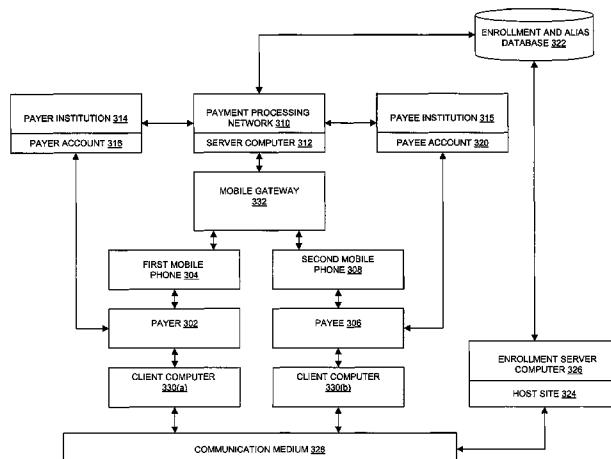 ENROLLMENT AND ALIAS
DATABASE 322
PAYER INSTITUTION 314
PAYER ACCOUNT 316
PAYMENT PROCESSING
NETWORK 310
SERVER COMPUTER 312
PAYEE INSTITUTION 315
PAYEE ACCOUNT 320
MOBILE GATEWAY
332
FIRST MOBILE
PHONE 304
SECOND MOBILE
PHONE 308
PAYER 302
PAYEE 306
CLIENT COMPUTER
330(a)
CLIENT COMPUTER
330(b)
ENROLLMENT SERVER
COMPUTER 326
HOST SITE 324
COMMUNICATION MEDIUM 328